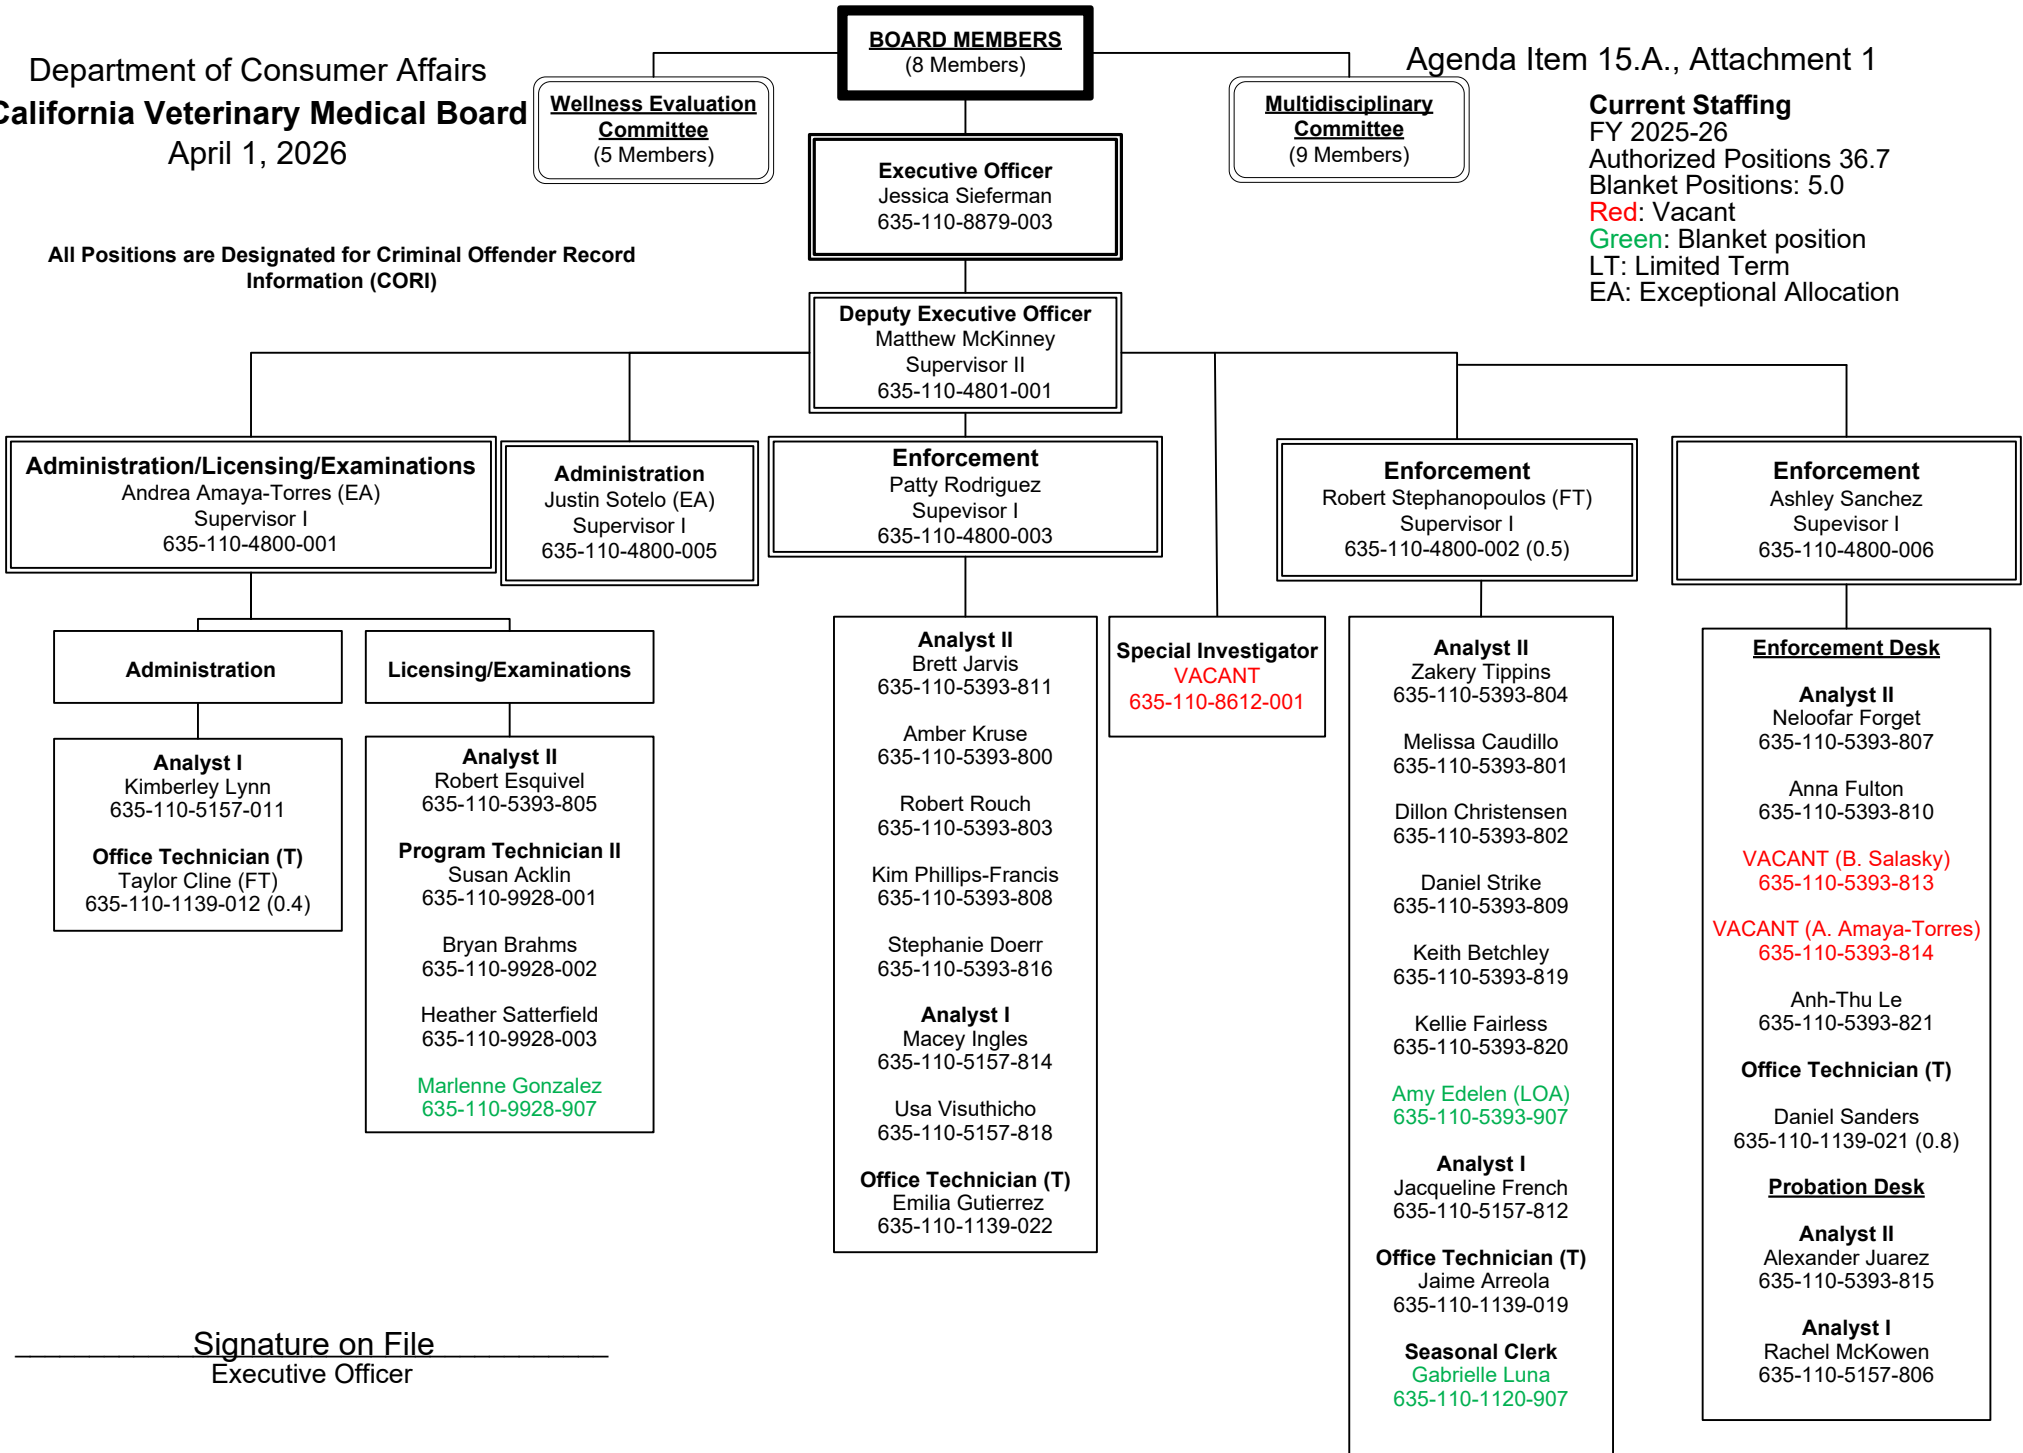 Department of Consumer Affairs
California Veterinary Medical Board
April 1, 2026
All Positions are Designated for Criminal Offender Record
Information (CORI)
BOARD MEMBERS
(8 Members)
Wellness Evaluation
Committee
(5 Members)
Multidisciplinary
Committee
(9 Members)
Agenda Item 15.A., Attachment 1
Current Staffing
FY 2025-26
Authorized Positions 36.7
Blanket Positions: 5.0
Red: Vacant
Green: Blanket position
LT: Limited Term
EA: Exceptional Allocation
Executive Officer
Jessica Sieferman
635-110-8879-003
Deputy Executive Officer
Matthew McKinney
Supervisor II
635-110-4801-001
Administration/Licensing/Examinations
Andrea Amaya-Torres (EA)
Supervisor I
635-110-4800-001
Administration
Justin Sotelo (EA)
Supervisor I
635-110-4800-005
Enforcement
Patty Rodriguez
Supevisor I
635-110-4800-003
Enforcement
Robert Stephanopoulos (FT)
Supervisor I
635-110-4800-002 (0.5)
Enforcement
Ashley Sanchez
Supevisor I
635-110-4800-006
Administration
Analyst I
Kimberley Lynn
635-110-5157-011
Office Technician (T)
Taylor Cline (FT)
635-110-1139-012 (0.4)
Licensing/Examinations
Analyst II
Robert Esquivel
635-110-5393-805
Program Technician II
Susan Acklin
635-110-9928-001
Bryan Brahms
635-110-9928-002
Heather Satterfield
635-110-9928-003
Marlenne Gonzalez
635-110-9928-907
Analyst II
Brett Jarvis
635-110-5393-811
Amber Kruse
635-110-5393-800
Robert Rouch
635-110-5393-803
Kim Phillips-Francis
635-110-5393-808
Stephanie Doerr
635-110-5393-816
Analyst I
Macey Ingles
635-110-5157-814
Usa Visuthicho
635-110-5157-818
Office Technician (T)
Emilia Gutierrez
635-110-1139-022
Special Investigator
VACANT
635-110-8612-001
Analyst II
Zakery Tippins
635-110-5393-804
Melissa Caudillo
635-110-5393-801
Dillon Christensen
635-110-5393-802
Daniel Strike
635-110-5393-809
Keith Betchley
635-110-5393-819
Kellie Fairless
635-110-5393-820
Amy Edelen (LOA)
635-110-5393-907
Analyst I
Jacqueline French
635-110-5157-812
Office Technician (T)
Jaime Arreola
635-110-1139-019
Seasonal Clerk
Gabrielle Luna
635-110-1120-907
Enforcement Desk
Analyst II
Neloofar Forget
635-110-5393-807
Anna Fulton
635-110-5393-810
VACANT (B. Salasky)
635-110-5393-813
VACANT (A. Amaya-Torres)
635-110-5393-814
Anh-Thu Le
635-110-5393-821
Office Technician (T)
Daniel Sanders
635-110-1139-021 (0.8)
Probation Desk
Analyst II
Alexander Juarez
635-110-5393-815
Analyst I
Rachel McKowen
635-110-5157-806
Signature on File
Executive Officer